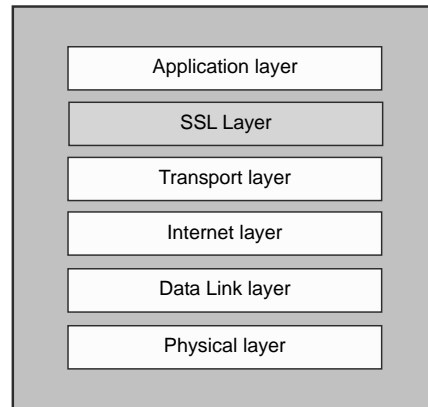 Application layer
SSL Layer
Transport layer
Internet layer
Data Link layer
Physical layer